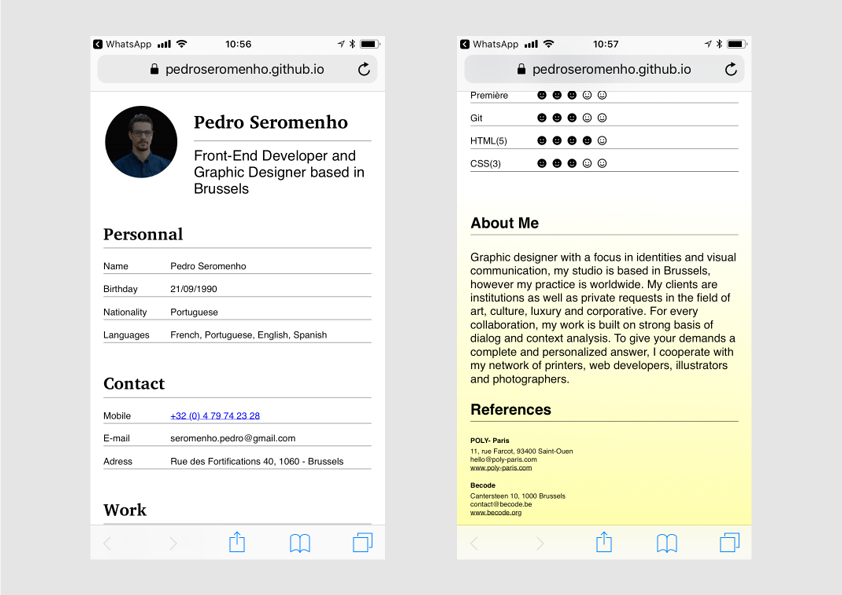 WhatsApp
10:56
pedroseromenho.github.io
Pedro Seromenho
Front-End Developer and
Graphic Designer based in
Brussels
Personnal
Name Pedro Seromenho
Birthday 21/09/1990
Nationality Portuguese
Languages French, Portuguese, English, Spanish
Contact
Mobile +32 (0) 4 79 74 23 28
E-mail seromenho.pedro@gmail.com
Adress Rue des Fortifications 40, 1060 - Brussels
Work
WhatsApp
10:57
pedroseromenho.github.io
Première
Git
HTML(5)
CSS(3)
About Me
Graphic designer with a focus in identities and visual
communication, my studio is based in Brussels,
however my practice is worldwide. My clients are
institutions as well as private requests in the field of
art, culture, luxury and corporative. For every
collaboration, my work is built on strong basis of
dialog and context analysis. To give your demands a
complete and personalized answer, I cooperate with
my network of printers, web developers, illustrators
and photographers.
References
POLY- Paris
11, rue Farcot, 93400 Saint-Ouen
hello@poly-paris.com
www.poly-paris.com
Becode
Cantersteen 10, 1000 Brussels
contact@becode.be
www.becode.org